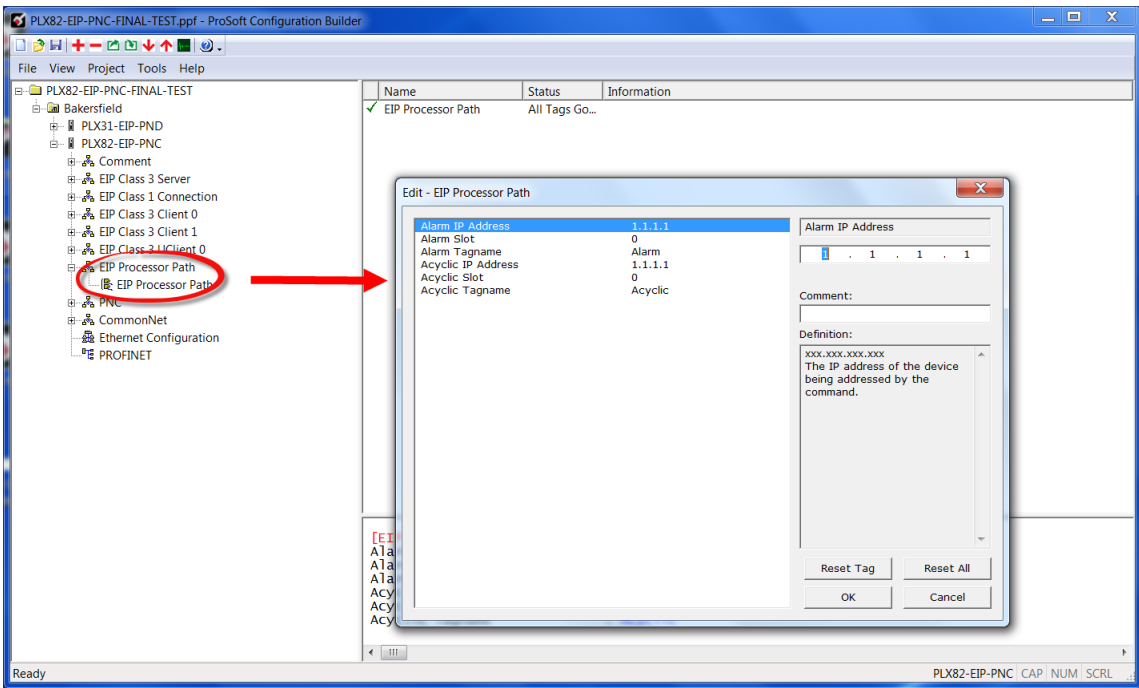 PLX82-EIP-PNC-FINAL-TEST.ppf - ProSoft Configuration Builder
File View Project Tools Help
PLX82-EIP-PNC-FINAL-TEST
Bakersfield
PLX31-EIP-PND
PLX82-EIP-PNC
Comment
EIP Class 3 Server
EIP Class 1 Connection
EIP Class 3 Client 0
EIP Class 3 Client 1
EIP Class 3 UClient 0
EIP Processor Path
EIP Processor Path
PNC
CommonNet
Ethernet Configuration
PROFINET
Name Status Information
EIP Processor Path All Tags Go...
Edit - EIP Processor Path
Alarm IP Address 1.1.1.1
Alarm Slot 0
Alarm Tagname Alarm
Acyclic IP Address 1.1.1.1
Acyclic Slot 0
Acyclic Tagname Acyclic
Alarm IP Address
1 . 1 . 1 . 1
Comment:
Definition:
xxx.xxx.xxx.xxx
The IP address of the device
being addressed by the
command.
Reset Tag Reset All
OK Cancel
[EI
Ala
Ala
Ala
Acy
Acy
Acy
Ready PLX82-EIP-PNC CAP NUM SCRL